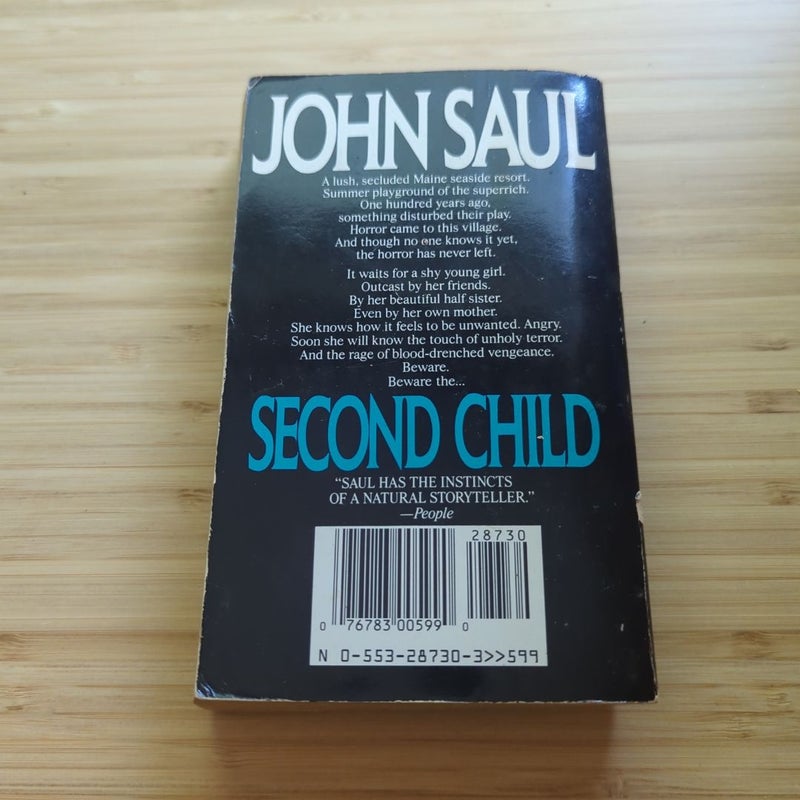 JOHN SAUL
A lush, secluded Maine seaside resort.
Summer playground of the superrich.
One hundred years ago,
something disturbed their play.
Horror came to this village.
And though no one knows it yet,
the horror has never left.
It waits for a shy young girl.
Outcast by her friends.
By her beautiful half sister.
Even by her own mother.
She knows how it feels to be unwanted. Angry.
Soon she will know the touch of unholy terror.
And the rage of blood-drenched vengeance.
Beware.
Beware the...
SECOND CHILD
“SAUL HAS THE INSTINCTS
OF A NATURAL STORYTELLER.”
—People
28730
0 76783 00599 0
N 0-553-28730-3>>599